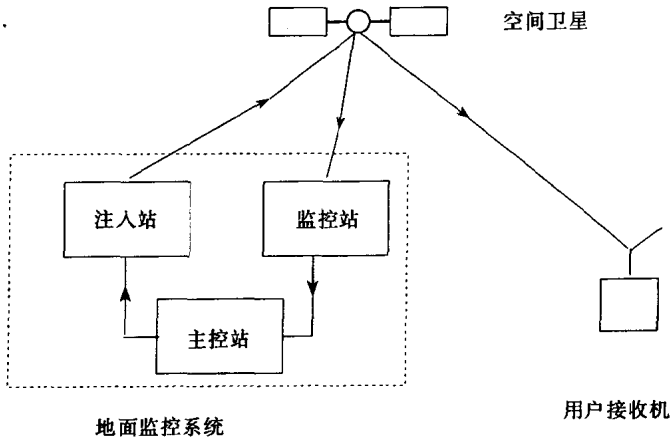 空间卫星
注入站
监控站
主控站
用户接收机
地面监控系统